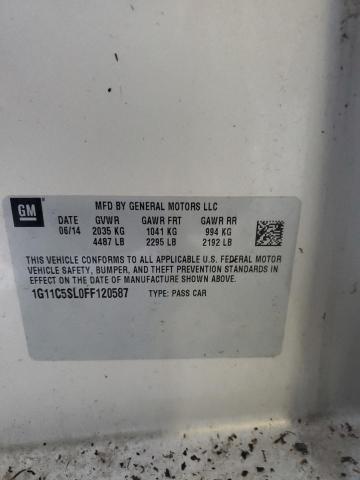 GM
MFD BY GENERAL MOTORS LLC
DATE GVWR GAWR FRT GAWR RR
06/14 2035 KG 1041 KG 994 KG
4487 LB 2295 LB 2192 LB
THIS VEHICLE CONFORMS TO ALL APPLICABLE U.S. FEDERAL MOTOR
VEHICLE SAFETY, BUMPER, AND THEFT PREVENTION STANDARDS IN
EFFECT ON THE DATE OF MANUFACTURE SHOWN ABOVE.
1G11C5SL0FF120587 TYPE: PASS CAR